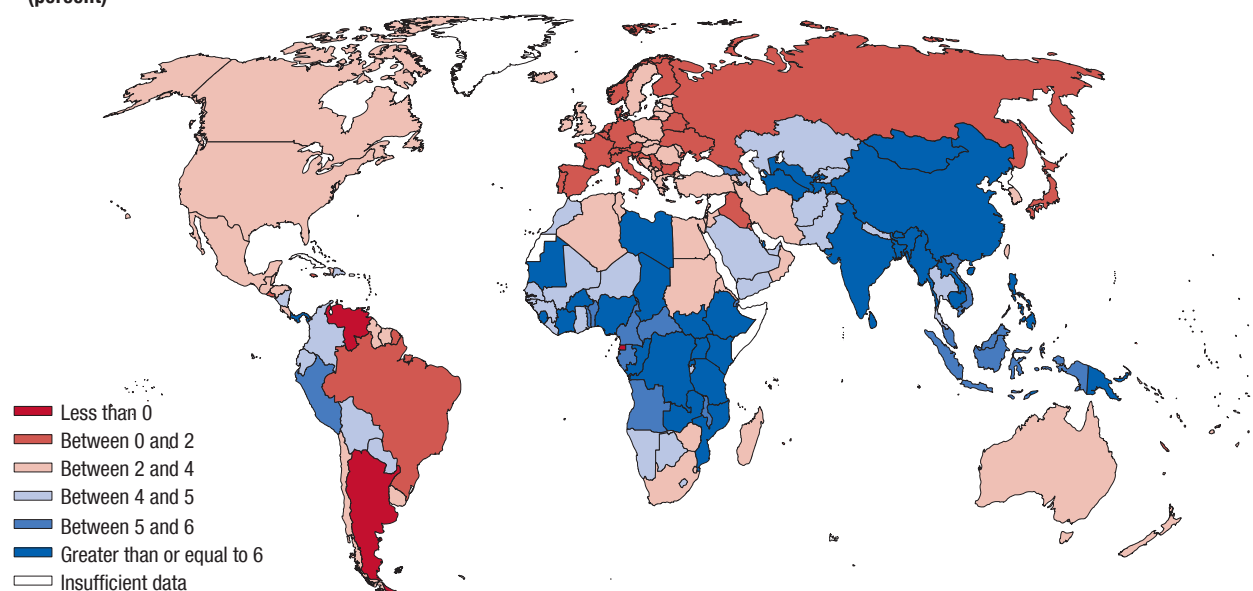 (percent)
Less than 0
Between 0 and 2
Between 2 and 4
Between 4 and 5
Between 5 and 6
Greater than or equal to 6
Insufficient data